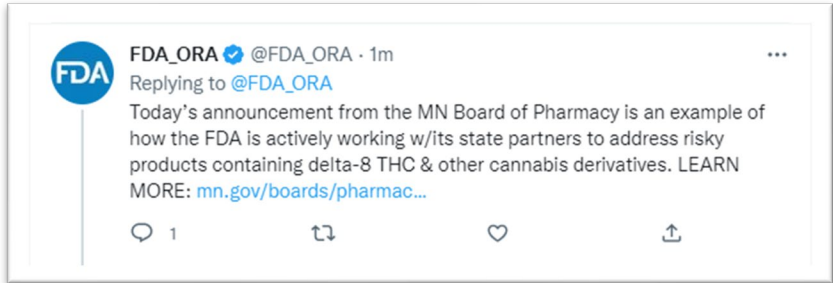 FDA
FDA_ORA @FDA_ORA · 1m
Replying to @FDA_ORA
Today's announcement from the MN Board of Pharmacy is an example of
how the FDA is actively working w/its state partners to address risky
products containing delta-8 THC & other cannabis derivatives. LEARN
MORE: mn.gov/boards/pharmac...
1